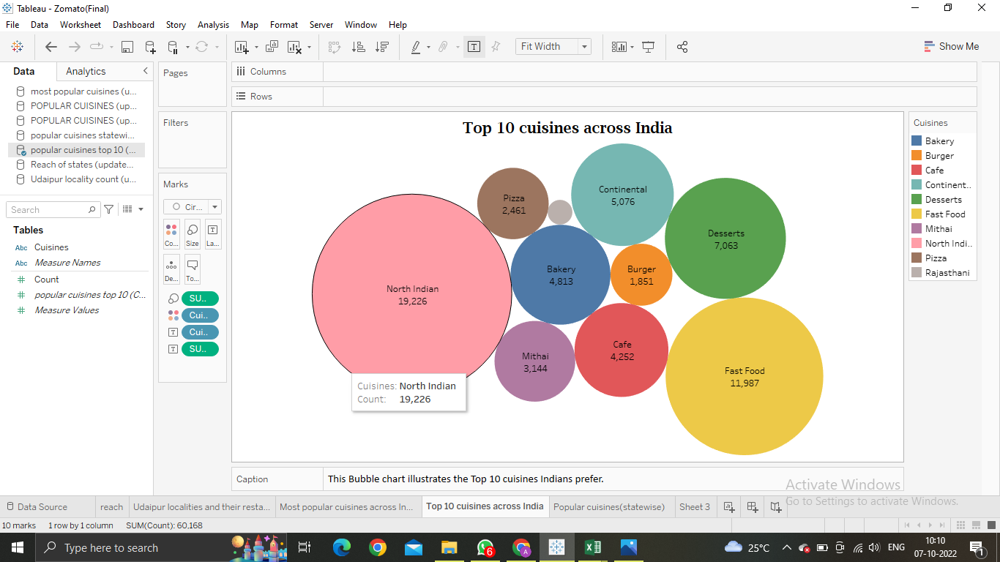 Tableau - Zomato(Final)
File Data Worksheet Dashboard Story Analysis Map Format Server Window Help
Fit Width
Show Me
Data Analytics
most popular cuisines (u...
POPULAR CUISINES (up...
POPULAR CUISINES (up...
popular cuisines statewi...
popular cuisines top 10 (...
Reach of states (update...
Udaipur locality count (u...
Search
Tables
Abc Cuisines
Abc Measure Names
# Count
# popular cuisines top 10 (C...
# Measure Values
Pages
Filters
Marks
Cir...
Co... Size La...
De... To...
SU..
Cui..
Cui..
SU..
Columns
Rows
Top 10 cuisines across India
Pizza
2,461
Continental
5,076
Desserts
7,063
Bakery
4,813
Burger
1,851
North Indian
19,226
Cafe
4,252
Mithai
3,144
Fast Food
11,987
Cuisines: North Indian
Count: 19,226
Cuisines
Bakery
Burger
Cafe
Continent..
Desserts
Fast Food
Mithai
North Indi..
Pizza
Rajasthani
Caption
This Bubble chart illustrates the Top 10 cuisines Indians prefer.
Activate Windows
Go to Settings to activate Windows.
Data Source reach Udaipur localities and their resta... Most popular cuisines across In... Top 10 cuisines across India Popular cuisines(statewise) Sheet 3
10 marks 1 row by 1 column SUM(Count): 60,168
Type here to search
6
A
25°C
ENG
10:10
07-10-2022
1